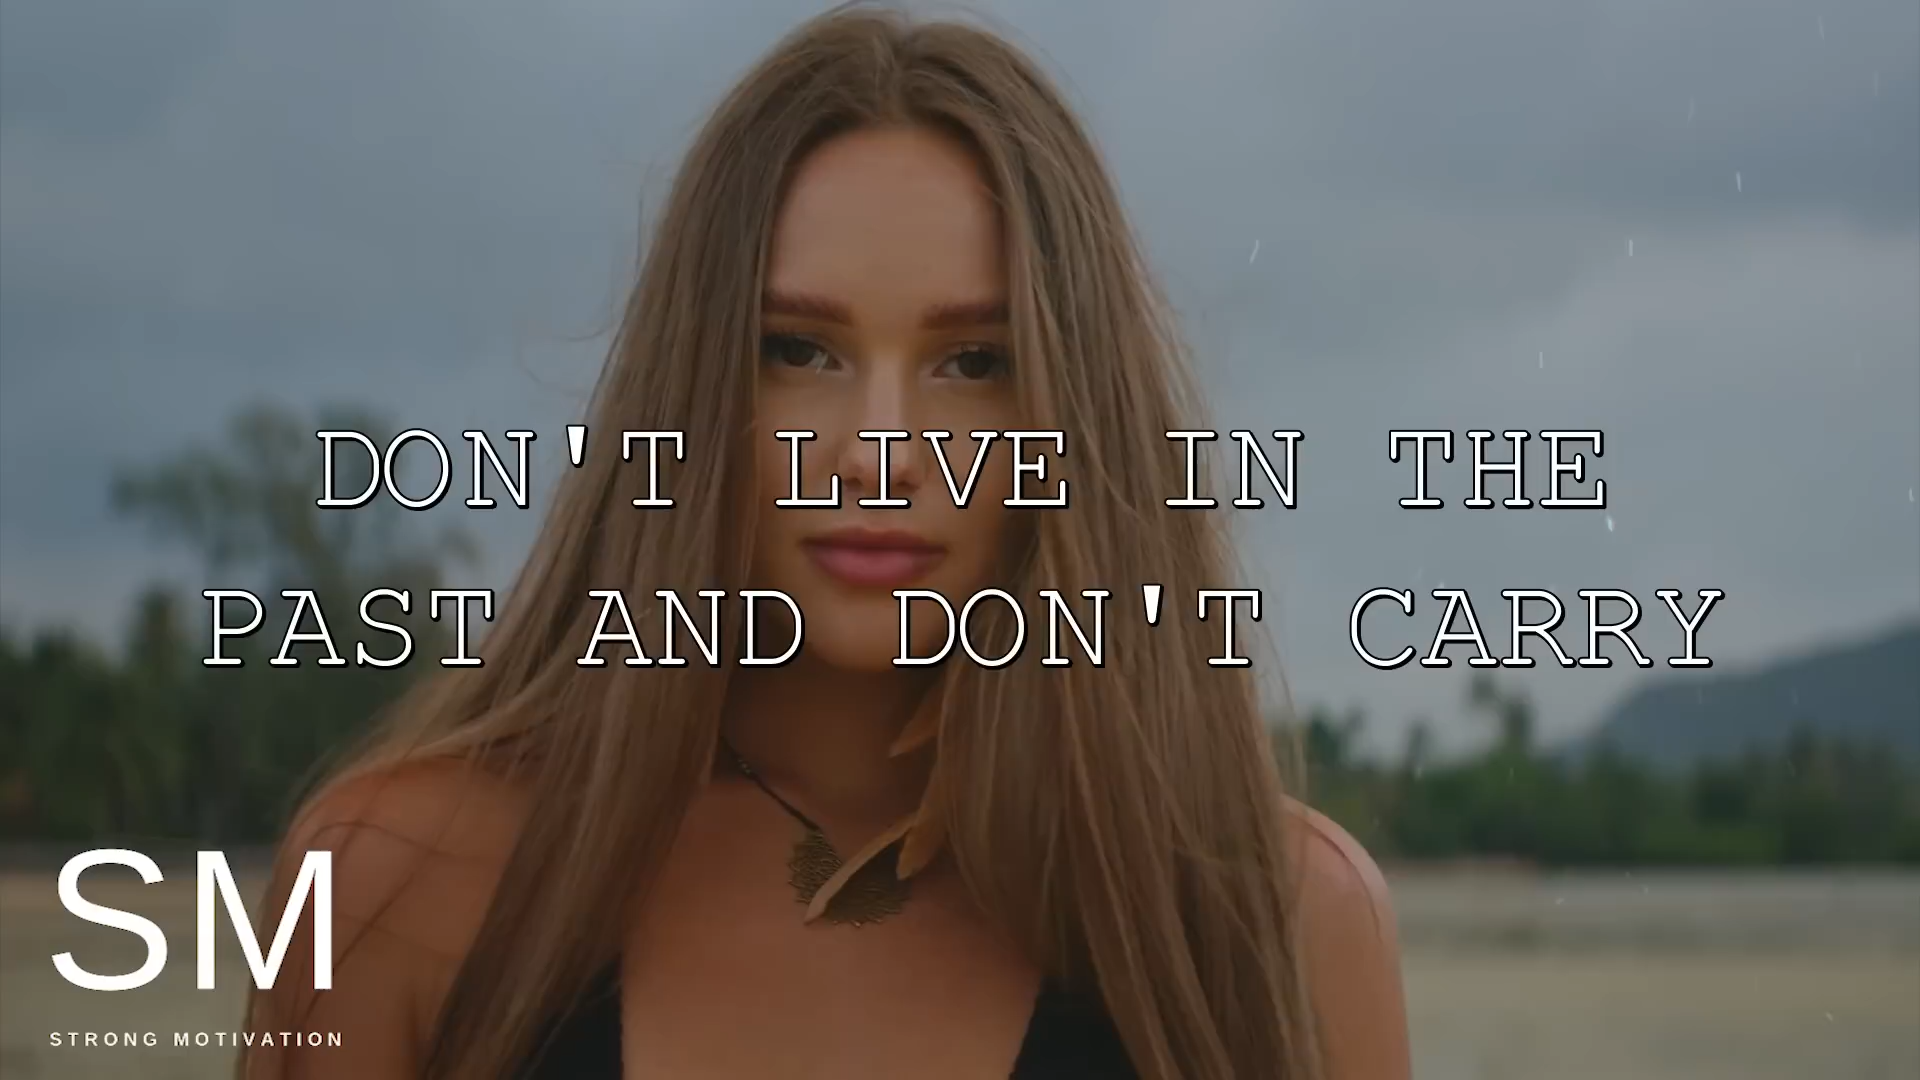 DON'T LIVE IN THE
PAST AND DON'T CARRY
SM
STRONG MOTIVATION